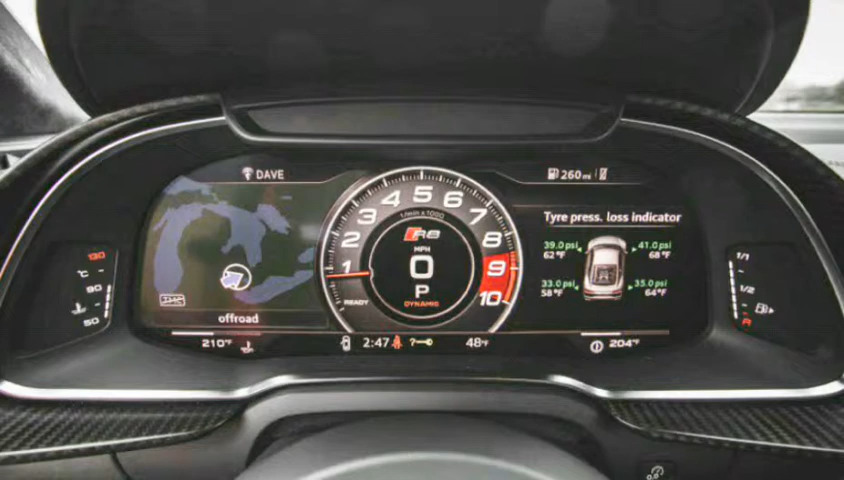 DAVE
260 mi
Tyre press. loss indicator
39.0 psi 41.0 psi
62 °F 68 °F
33.0 psi 35.0 psi
58 °F 64°F
1 2 3 4 5 6 7 8 9 10
1/min x 1000
R8
MPH
0
P
DYNAMIC
READY
offroad
130
°C
90
50
1/1
1/2
R
210°F 2:47 ? 48°F 204°F